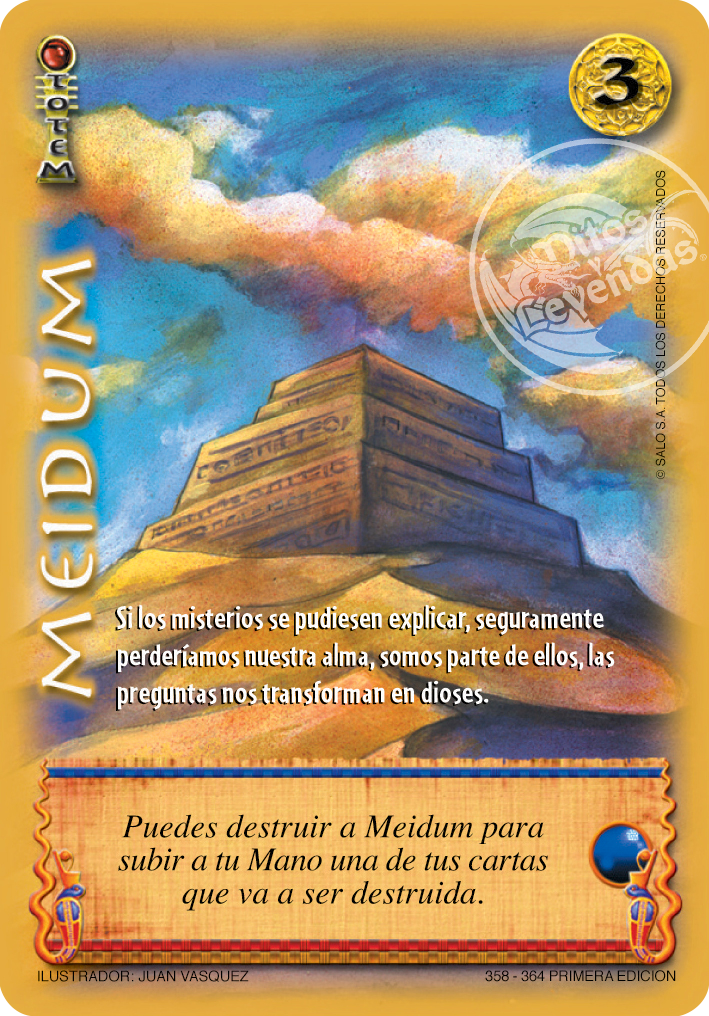 TOTEM
3
Mitos y
Leyendas
©
© SALO S.A. TODOS LOS DERECHOS RESERVADOS
MEIDUM
Si los misterios se pudiesen explicar, seguramente
perderíamos nuestra alma, somos parte de ellos, las
preguntas nos transforman en dioses.
Puedes destruir a Meidum para
subir a tu Mano una de tus cartas
que va a ser destruida.
ILUSTRADOR: JUAN VASQUEZ
358 - 364 PRIMERA EDICION